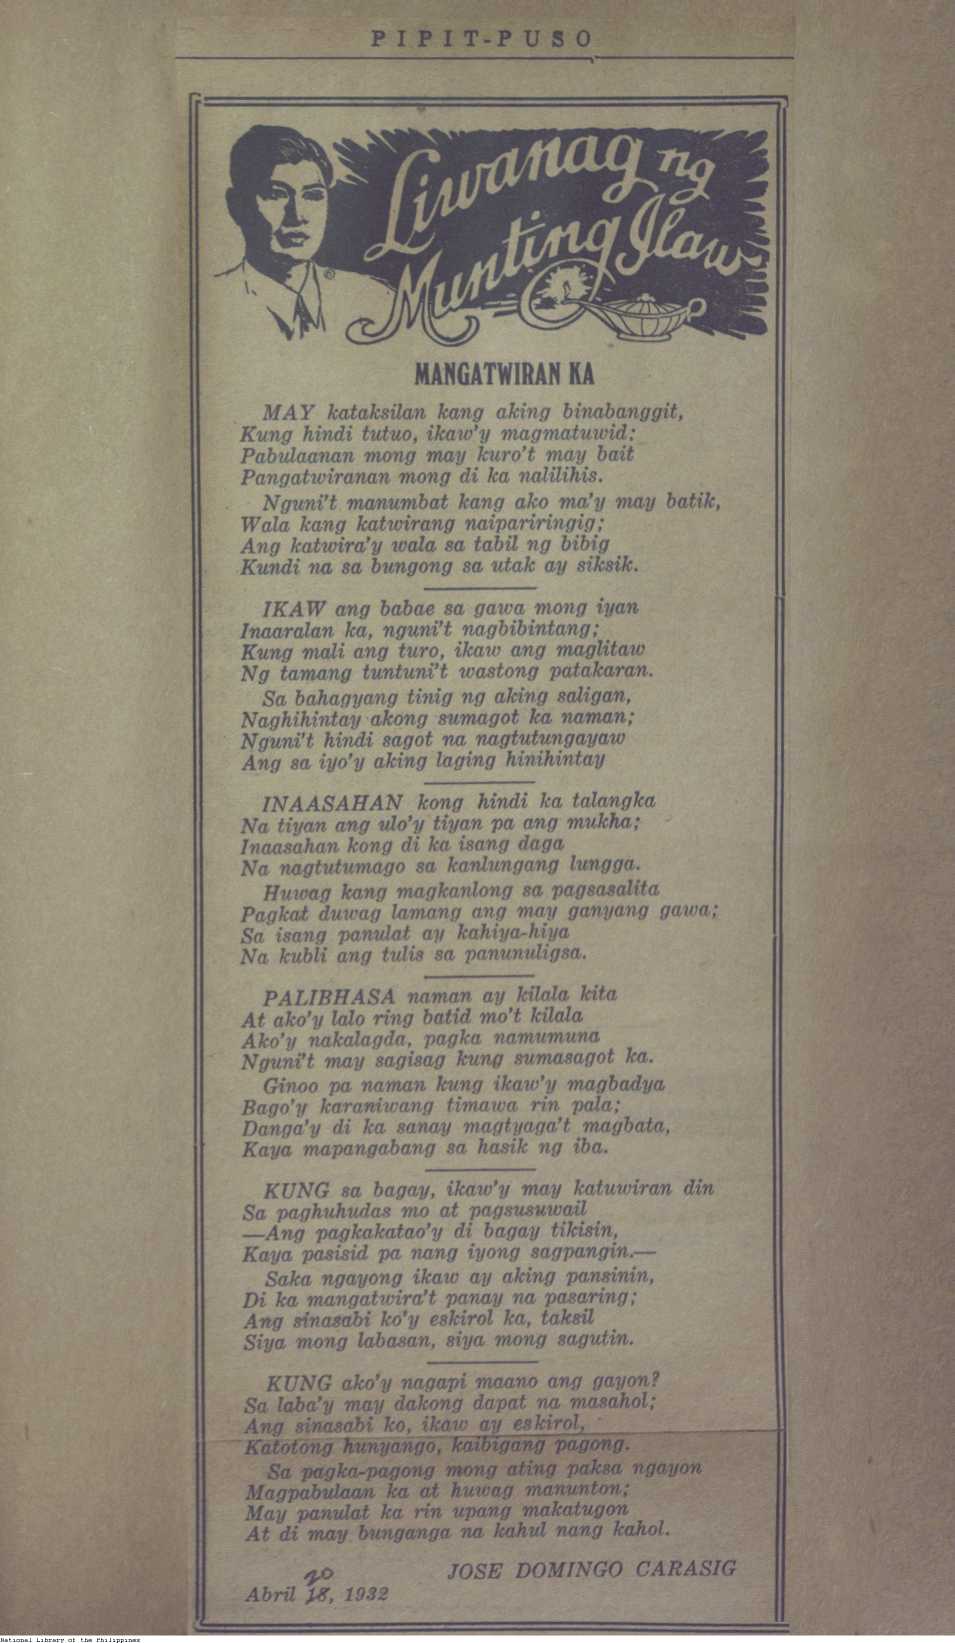 PIPIT-PUSO
Liwanag ng
Munting Ilaw
MANGATWIRAN KA
MAY kataksilan kang aking binabanggit,
Kung hindi tutuo, ikaw'y magmatuwid;
Pabulaanan mong may kuro't may bait
Pangatwiranan mong di ka nalilihis.
Nguni't manumbat kang ako ma'y may batik,
Wala kang katwirang naipariringig;
Ang katwira'y wala sa tabil ng bibig
Kundi na sa bungong sa utak ay siksik.
IKAW ang babae sa gawa mong iyan
Inaaralan ka, nguni't nagbibintang;
Kung mali ang turo, ikaw ang maglitaw
Ng tamang tuntuni't wastong patakaran.
Sa bahagyang tinig ng aking saligan,
Naghihintay akong sumagot ka naman;
Nguni't hindi sagot na nagtutungayaw
Ang sa iyo'y aking laging hinihintay
INAASAHAN kong hindi ka talangka
Na tiyan ang ulo'y tiyan pa ang mukha;
Inaasahan kong di ka isang daga
Na nagtutumago sa kanlungang lungga.
Huwag kang magkanlong sa pagsasalita
Pagkat duwag lamang ang may ganyang gawa;
Sa isang panulat ay kahiya-hiya
Na kubli ang tulis sa panunuligsa.
PALIBHASA naman ay kilala kita
At ako'y lalo ring batid mo't kilala
Ako'y nakalagda, pagka namumuna
Nguni't may sagisag kung sumasagot ka.
Ginoo pa naman kung ikaw'y magbadya
Bago'y karaniwang timawa rin pala;
Danga'y di ka sanay magtyaga't magbata,
Kaya mapangabang sa hasik ng iba.
KUNG sa bagay, ikaw'y may katuwiran din
Sa paghuhudas mo at pagsusuwail
—Ang pagkakatao'y di bagay tikisin,
Kaya pasisid pa nang iyong sagpangin.—
Saka ngayong ikaw ay aking pansinin,
Di ka mangatwira't panay na pasaring;
Ang sinasabi ko'y eskirol ka, taksil
Siya mong labasan, siya mong sagutin.
KUNG ako'y nagapi maano ang gayon?
Sa laba'y may dakong dapat na masahol;
Ang sinasabi ko, ikaw ay eskirol,
Katotong hunyango, kaibigang pagong.
Sa pagka-pagong mong ating paksa ngayon
Magpabulaan ka at huwag manunton;
May panulat ka rin upang makatugon
At di may bunganga na kahul nang kahol.
JOSE DOMINGO CARASIG
20
Abril 18, 1932
National Library of the Philippines